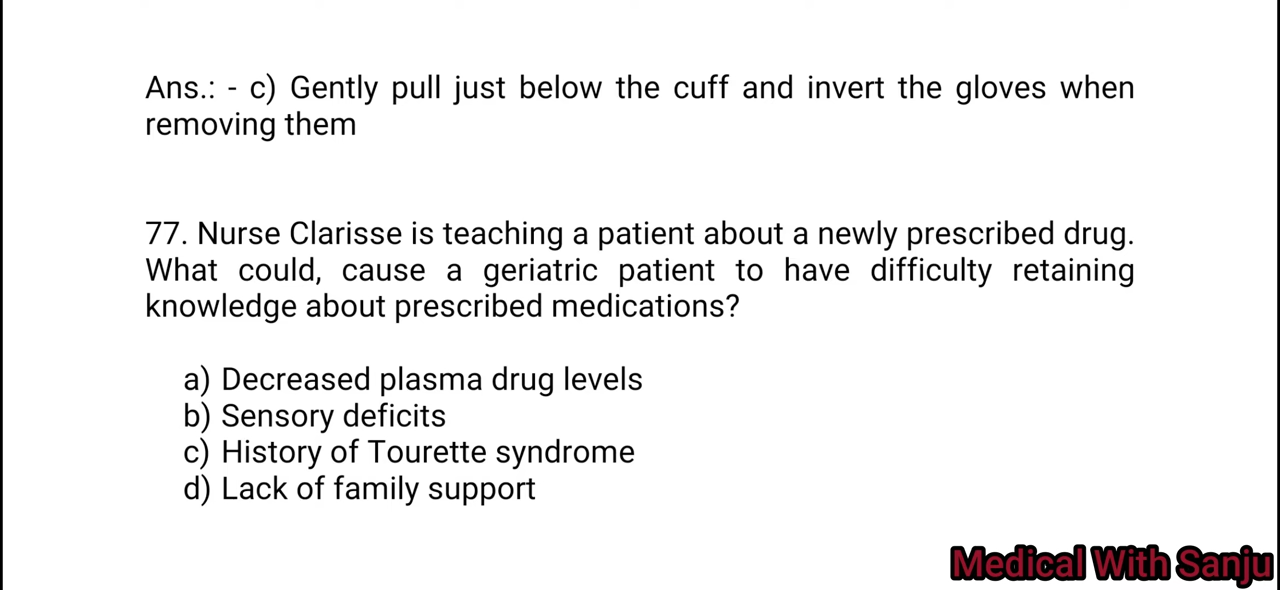 Ans.: - c) Gently pull just below the cuff and invert the gloves when
removing them
77. Nurse Clarisse is teaching a patient about a newly prescribed drug.
What could, cause a geriatric patient to have difficulty retaining
knowledge about prescribed medications?
a) Decreased plasma drug levels
b) Sensory deficits
c) History of Tourette syndrome
d) Lack of family support
Medical With Sanju